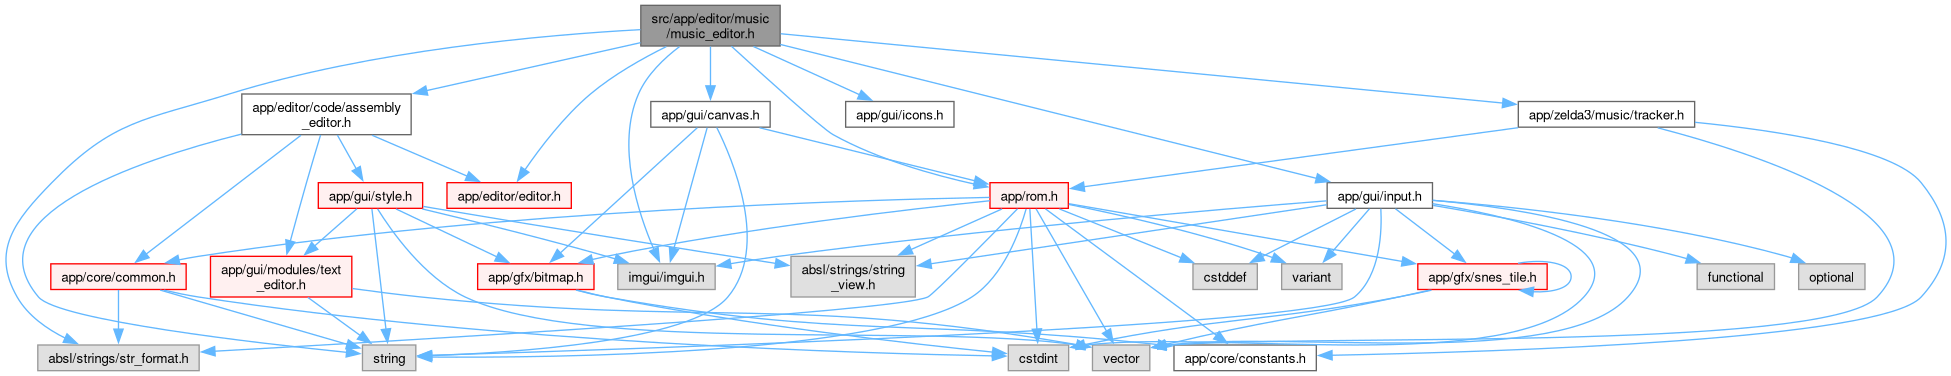 src/app/editor/music
/music_editor.h
app/editor/code/assembly
_editor.h
app/gui/canvas.h
app/gui/icons.h
app/zelda3/music/tracker.h
app/gui/style.h
app/editor/editor.h
app/rom.h
app/gui/input.h
app/core/common.h
app/gui/modules/text
_editor.h
app/gfx/bitmap.h
imgui/imgui.h
absl/strings/string
_view.h
cstddef
variant
app/gfx/snes_tile.h
functional
optional
absl/strings/str_format.h
string
cstdint
vector
app/core/constants.h